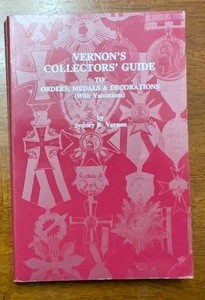 VERNON'S
COLLECTORS' GUIDE
TO
ORDERS, MEDALS & DECORATIONS
(With Valuations)
by
Sydney B. Vernon